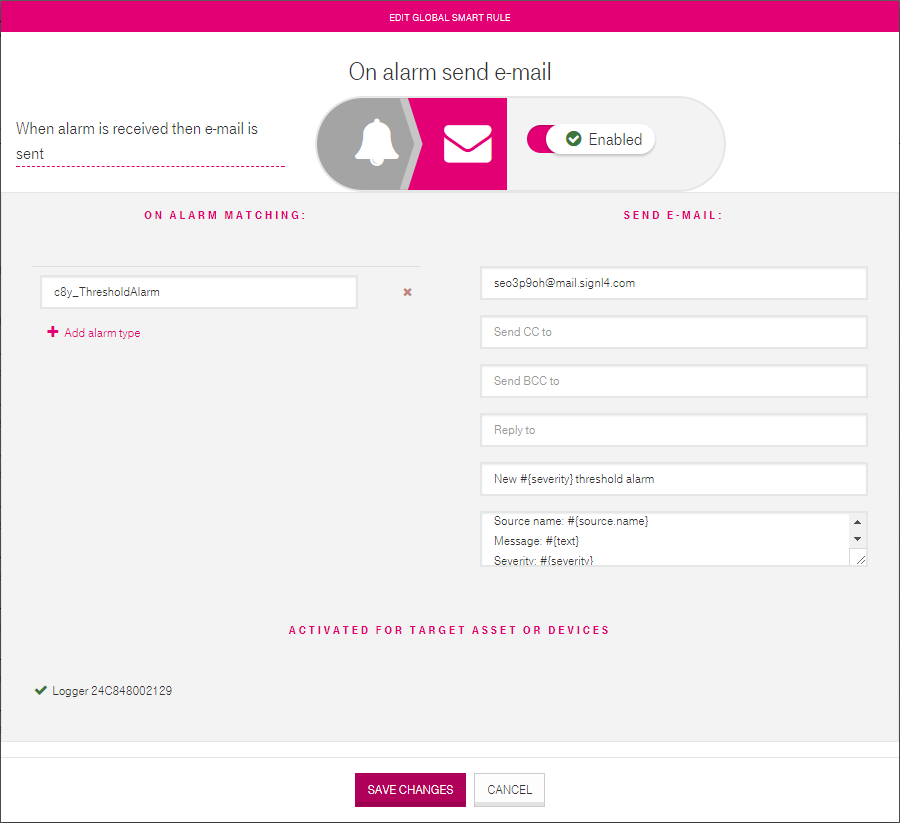 EDIT GLOBAL SMART RULE
On alarm send e-mail
When alarm is received then e-mail is
sent
Enabled
ON ALARM MATCHING:
c8y_ThresholdAlarm
Add alarm type
SEND E-MAIL:
seo3p9oh@mail.signl4.com
Send CC to
Send BCC to
Reply to
New #{severity} threshold alarm
Source name: #{source.name}
Message: #{text}
Severity: #{severity}
ACTIVATED FOR TARGET ASSET OR DEVICES
Logger 24C848002129
SAVE CHANGES
CANCEL